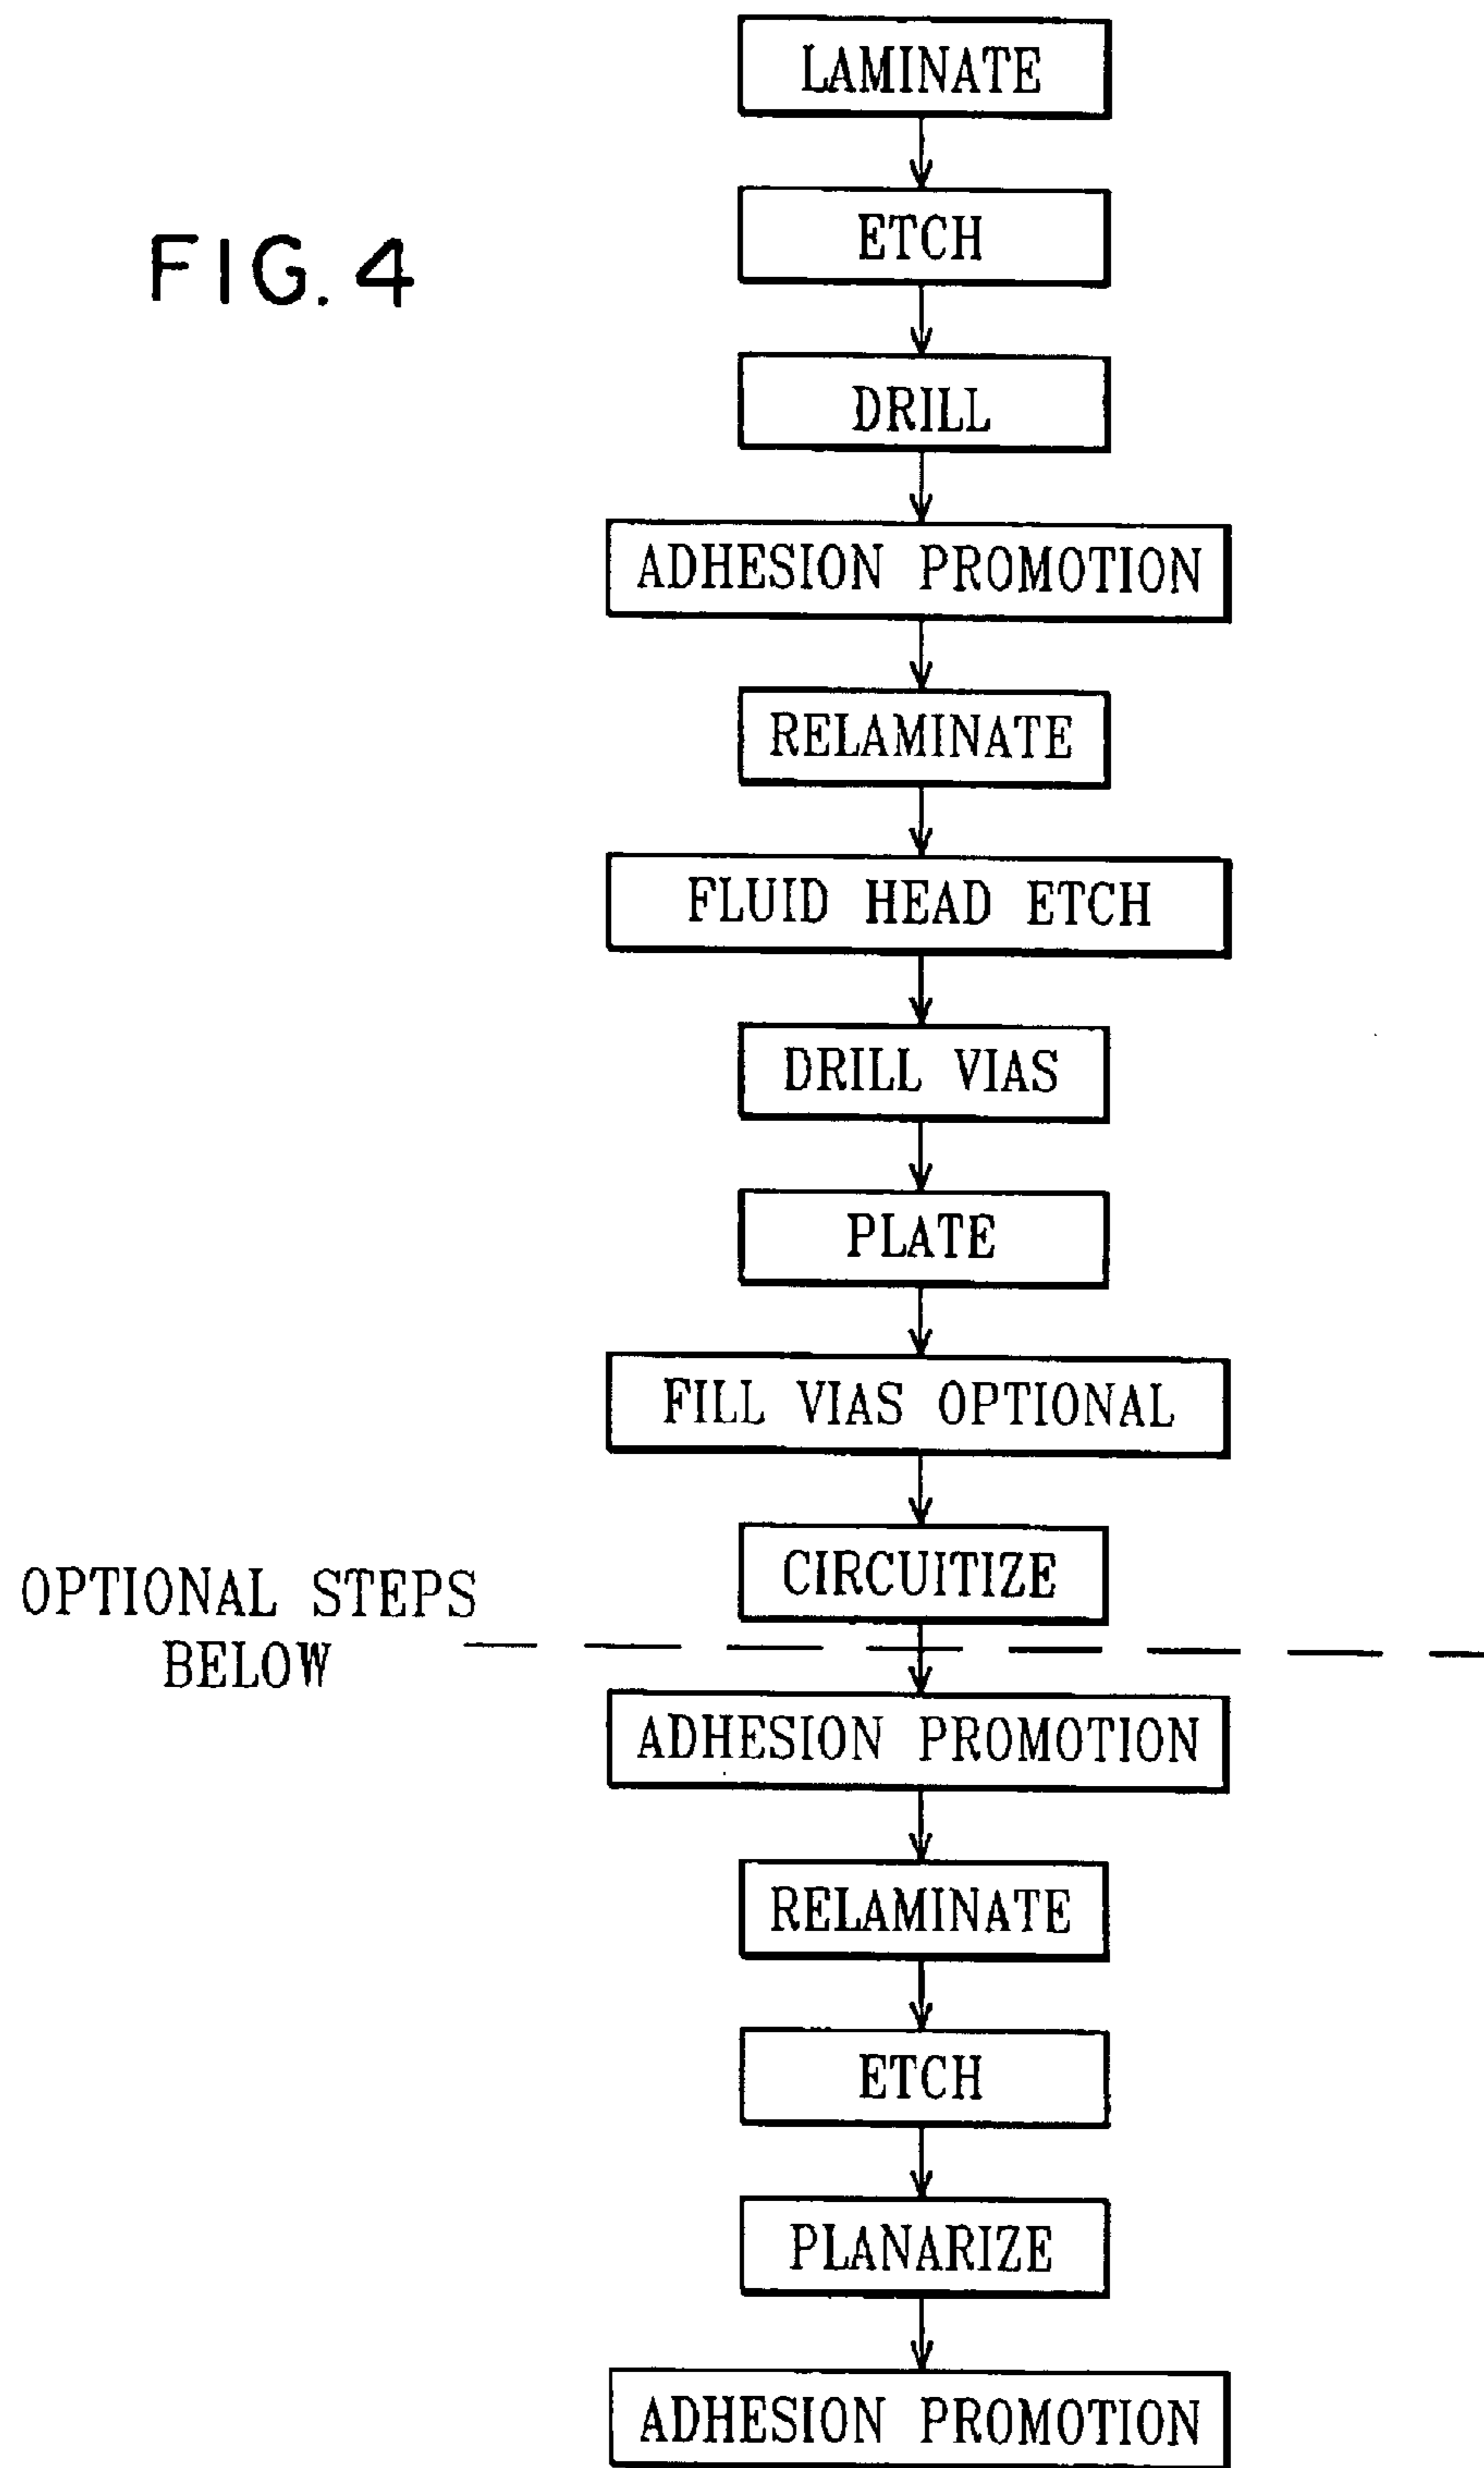 FIG. 4
LAMINATE
ETCH
DRILL
ADHESION PROMOTION
RELAMINATE
FLUID HEAD ETCH
DRILL VIAS
PLATE
FILL VIAS OPTIONAL
CIRCUITIZE
OPTIONAL STEPS
BELOW
ADHESION PROMOTION
RELAMINATE
ETCH
PLANARIZE
ADHESION PROMOTION